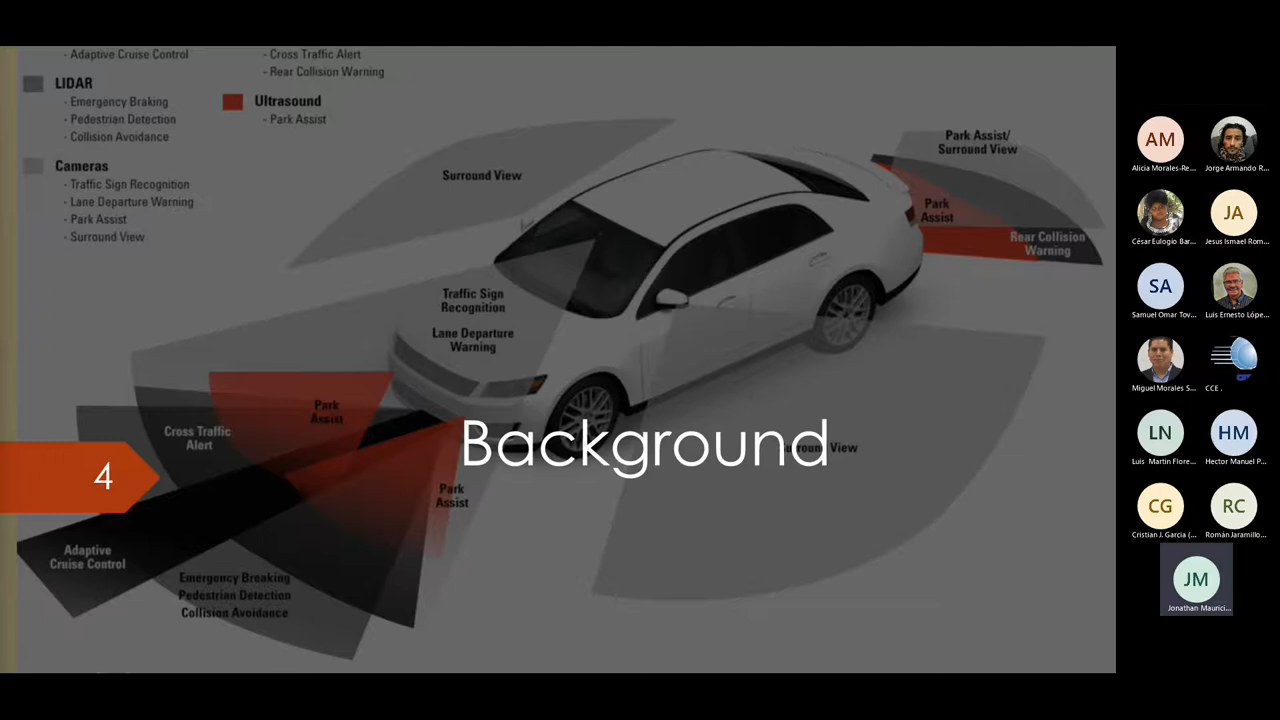 - Adaptive Cruise Control
LIDAR
- Emergency Braking
- Pedestrian Detection
- Collision Avoidance
Cameras
- Traffic Sign Recognition
- Lane Departure Warning
- Park Assist
- Surround View
- Cross Traffic Alert
- Rear Collision Warning
Ultrasound
- Park Assist
Surround View
Park Assist/
Surround View
Park
Assist
Rear Collision
Warning
Traffic Sign
Recognition
Lane Departure
Warning
Park
Assist
Cross Traffic
Alert
Background
Surround View
4
Park
Assist
Adaptive
Cruise Control
Emergency Breaking
Pedestrian Detection
Collision Avoidance
AM
Alicia Morales-Re...
Jorge Armando R...
César Eulogio Bar...
JA
Jesus Ismael Rom...
SA
Samuel Omar Tov...
Luis Ernesto Lópe...
Miguel Morales S...
CCE .
LN
Luis Martin Flore...
HM
Hector Manuel P...
CG
Cristian J. Garcia (...
RC
Román Jaramillo...
JM
Jonathan Maurici...